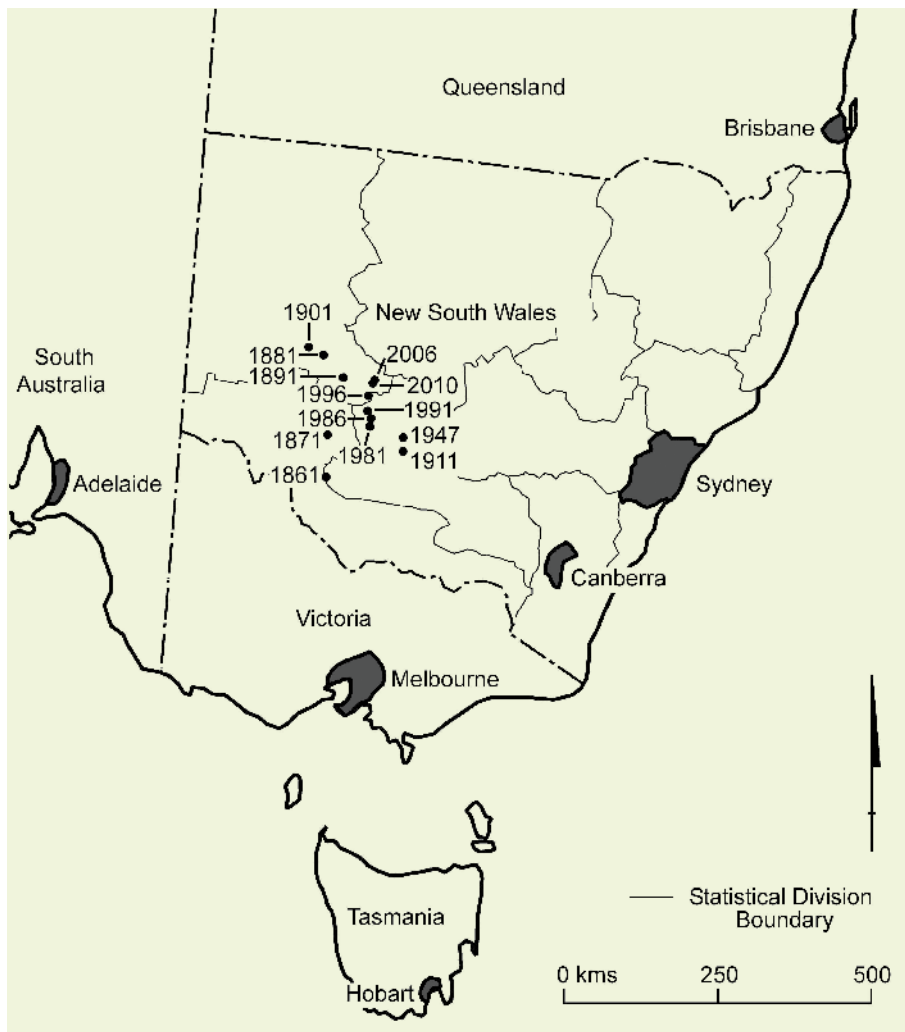 Queensland
Brisbane
1901
New South Wales
South
Australia
1881
2006
1891
2010
1996
1991
1986
1947
1871
1981
1911
1861
Adelaide
Sydney
Canberra
Victoria
Melbourne
Statistical Division
Boundary
Tasmania
0 kms 250 500
Hobart